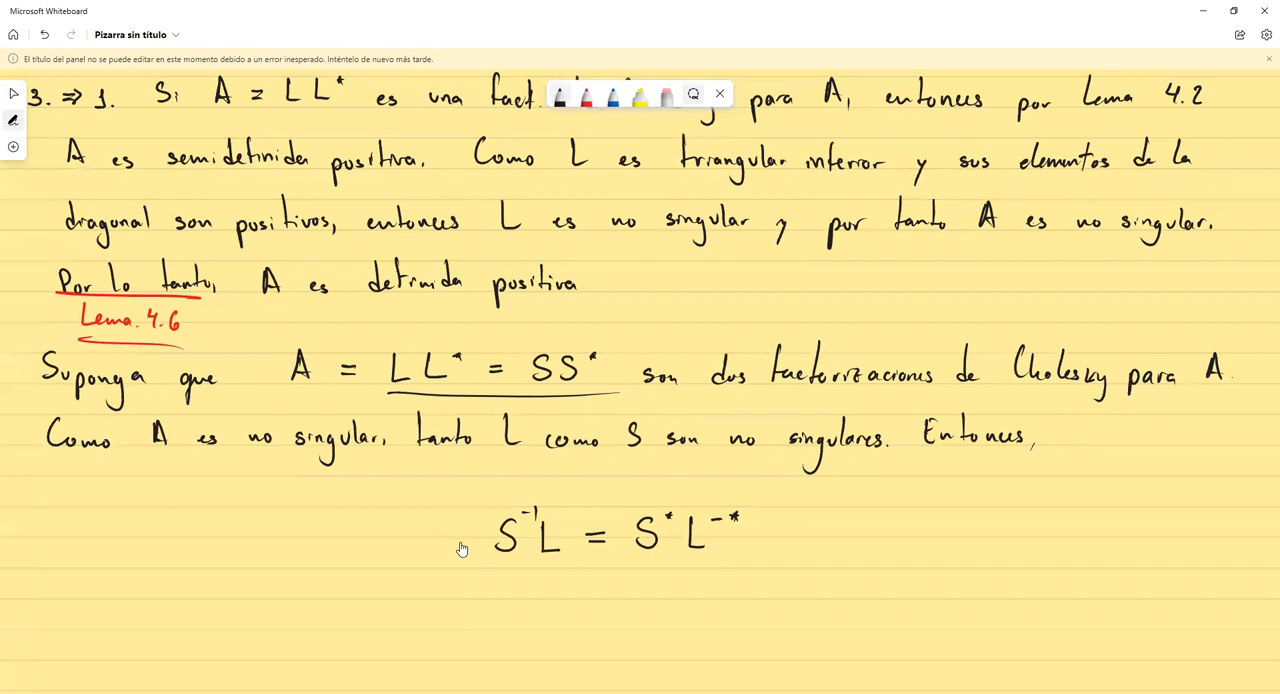 Microsoft Whiteboard
Pizarra sin título
El título del panel no se puede editar en este momento debido a un error inesperado. Inténtelo de nuevo más tarde.
3. ⇒ 1. Si A = LL* es una fact. para A, entonces por Lema 4.2
A es semidefinida positiva. Como L es triangular inferior y sus elementos de la
diagonal son positivos, entonces L es no singular y por tanto A es no singular.
Por lo tanto, A es definida positiva
Lema. 4.6
Suponga que A = LL* = SS* son dos factorizaciones de Cholesky para A.
Como A es no singular, tanto L como S son no singulares. Entonces,
S⁻¹L = S*L⁻*